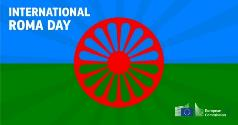 INTERNATIONAL
ROMA DAY
European
Commission